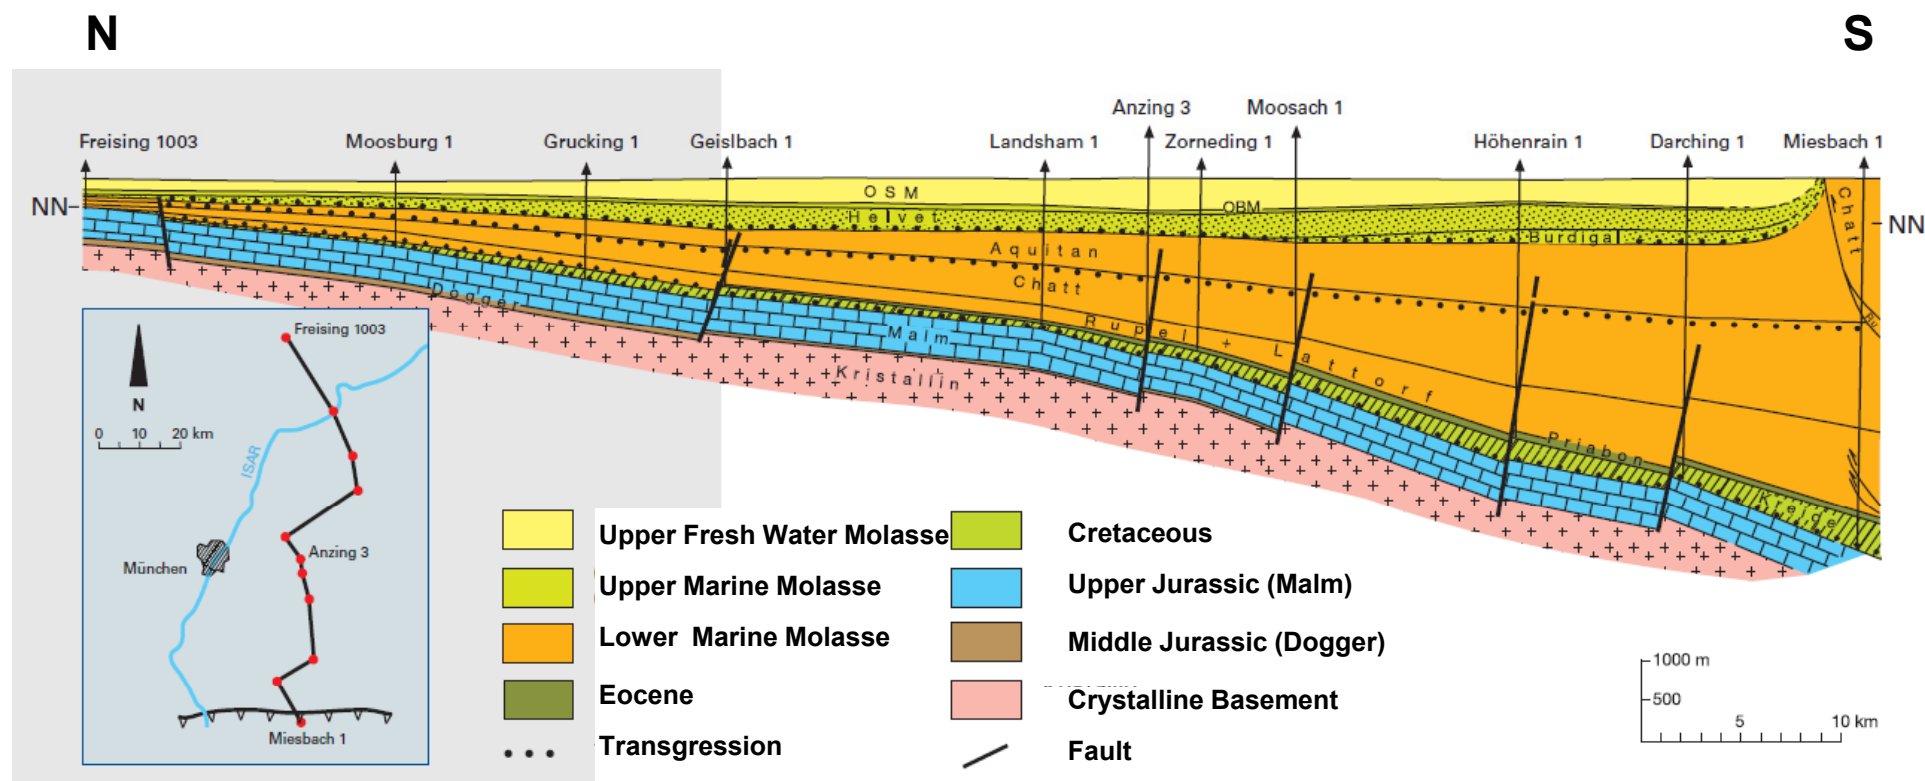 N
S
Anzing 3
Moosach 1
Freising 1003
Moosburg 1
Grucking 1
Geislbach 1
Landsham 1
Zorneding 1
Höhenrain 1
Darching 1
Miesbach 1
NN
NN
OSM
OBM
Helvet
Burdigal
Aquitan
Chatt
Chatt
Rupel + Lattorf
Ru
Priabon
Kreide
Dogger
Malm
Kristallin
Freising 1003
N
0 10 20 km
ISAR
Anzing 3
München
Miesbach 1
Upper Fresh Water Molasse
Upper Marine Molasse
Lower Marine Molasse
Eocene
Transgression
Cretaceous
Upper Jurassic (Malm)
Middle Jurassic (Dogger)
Crystalline Basement
Fault
1000 m
500
5 10 km